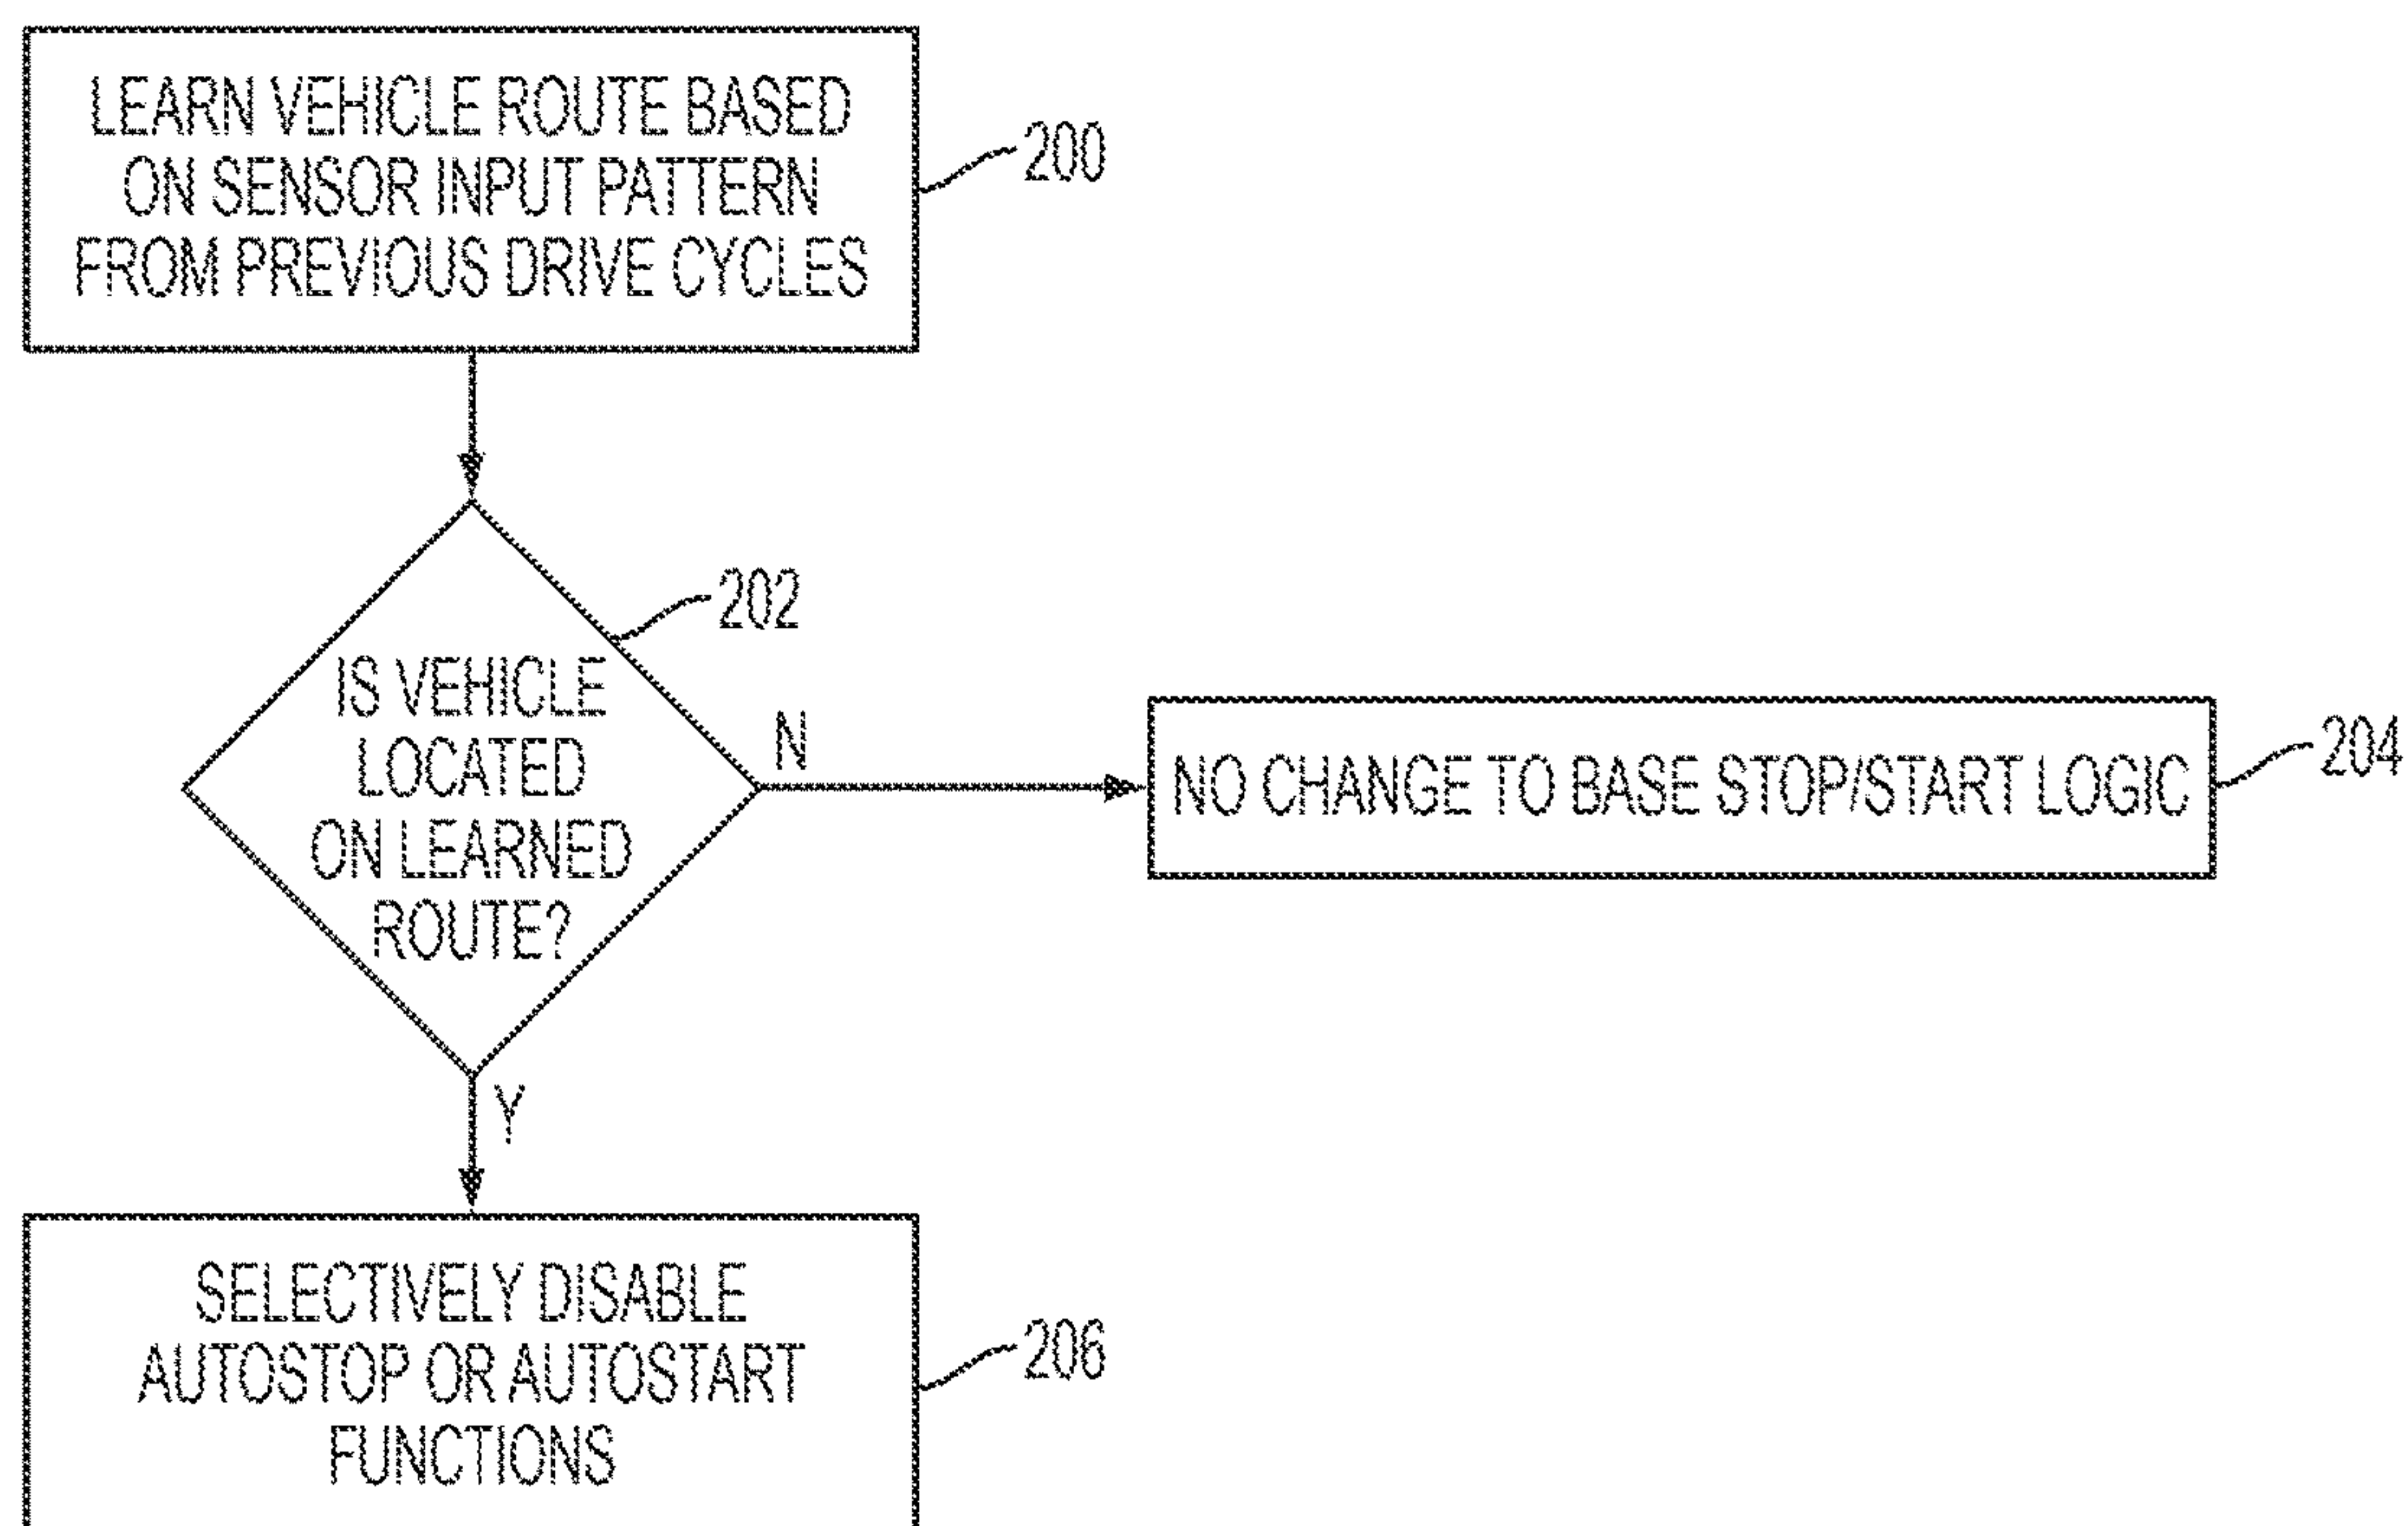 LEARN VEHICLE ROUTE BASED
ON SENSOR INPUT PATTERN
FROM PREVIOUS DRIVE CYCLES
200
202
IS VEHICLE
LOCATED
ON LEARNED
ROUTE?
N
NO CHANGE TO BASE STOP/START LOGIC
204
Y
SELECTIVELY DISABLE
AUTOSTOP OR AUTOSTART
FUNCTIONS
206